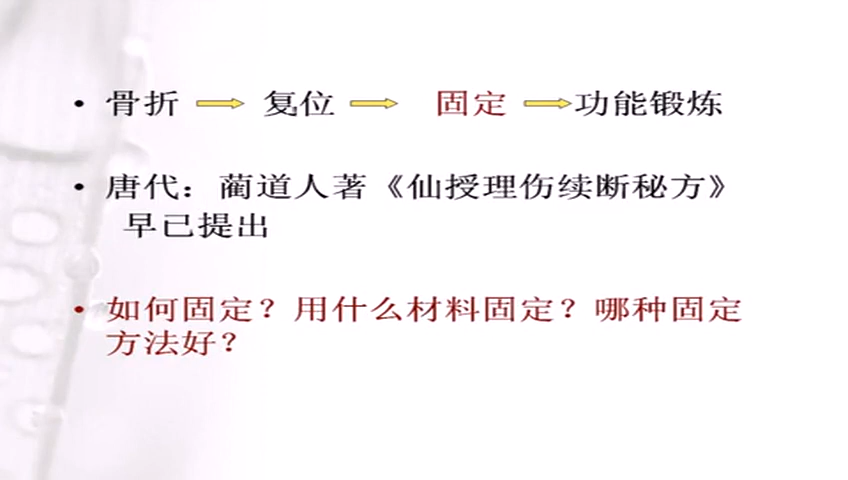 • 骨折 → 复位 → 固定 → 功能锻炼
• 唐代：蔺道人著《仙授理伤续断秘方》
早已提出
• 如何固定？用什么材料固定？哪种固定
方法好？